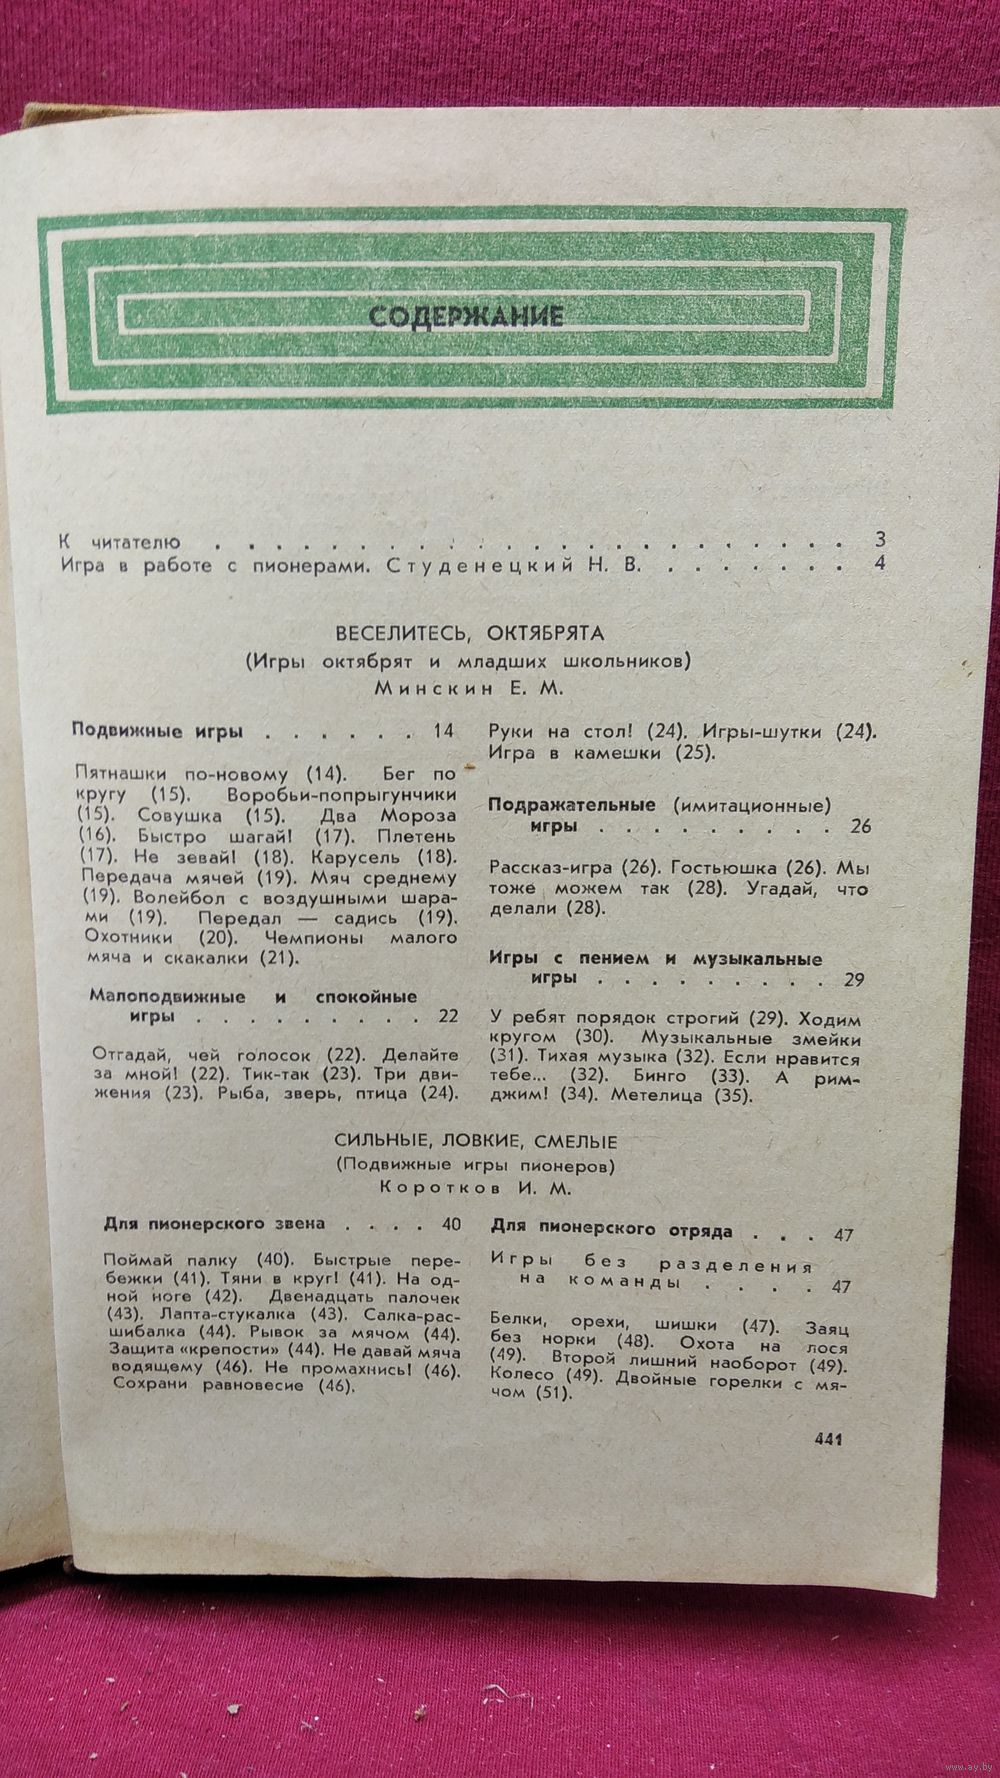 СОДЕРЖАНИЕ
К читателю . . . . . . . . . . . . . . . . . . . . . . . 3
Игра в работе с пионерами. Студенецкий Н. В. . . . . . . . 4
ВЕСЕЛИТЕСЬ, ОКТЯБРЯТА
(Игры октябрят и младших школьников)
Минскин Е. М.
Подвижные игры . . . . . . 14
Пятнашки по-новому (14). Бег по
кругу (15). Воробьи-попрыгунчики
(15). Совушка (15). Два Мороза
(16). Быстро шагай! (17). Плетень
(17). Не зевай! (18). Карусель (18).
Передача мячей (19). Мяч среднему
(19). Волейбол с воздушными шара-
ми (19). Передал — садись (19).
Охотники (20). Чемпионы малого
мяча и скакалки (21).
Малоподвижные и спокойные
игры . . . . . . . . . 22
Отгадай, чей голосок (22). Делайте
за мной! (22). Тик-так (23). Три дви-
жения (23). Рыба, зверь, птица (24).
Руки на стол! (24). Игры-шутки (24).
Игра в камешки (25).
Подражательные (имитационные)
игры . . . . . . . . . 26
Рассказ-игра (26). Гостьюшка (26). Мы
тоже можем так (28). Угадай, что
делали (28).
Игры с пением и музыкальные
игры . . . . . . . . . 29
У ребят порядок строгий (29). Ходим
кругом (30). Музыкальные змейки
(31). Тихая музыка (32). Если нравится
тебе... (32). Бинго (33). А рим-
джим! (34). Метелица (35).
СИЛЬНЫЕ, ЛОВКИЕ, СМЕЛЫЕ
(Подвижные игры пионеров)
Коротков И. М.
Для пионерского звена . . . . 40
Поймай палку (40). Быстрые пере-
бежки (41). Тяни в круг! (41). На од-
ной ноге (42). Двенадцать палочек
(43). Лапта-стукалка (43). Салка-рас-
шибалка (44). Рывок за мячом (44).
Защита «крепости» (44). Не давай мяча
водящему (46). Не промахнись! (46).
Сохрани равновесие (46).
Для пионерского отряда . . . 47
Игры без разделения
на команды . . . . 47
Белки, орехи, шишки (47). Заяц
без норки (48). Охота на лося
(49). Второй лишний наоборот (49).
Колесо (49). Двойные горелки с мя-
чом (51).
441
www.ay.by